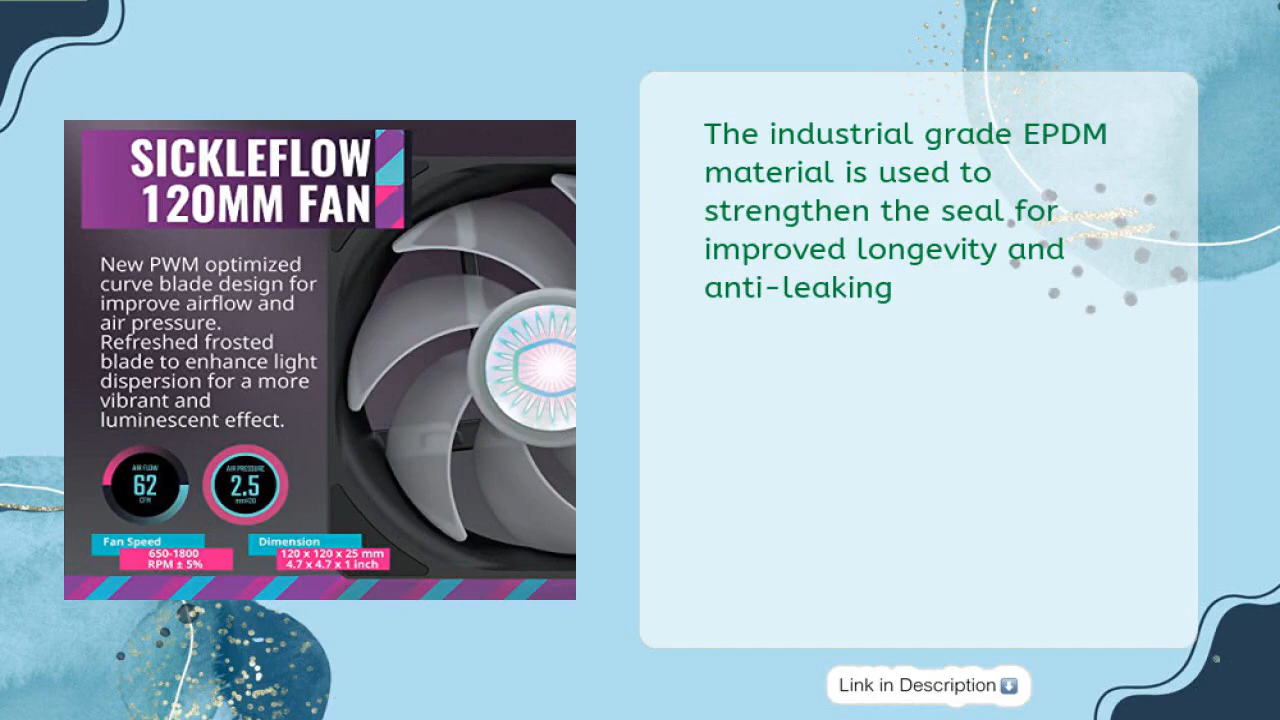 SICKLEFLOW
120MM FAN
New PWM optimized
curve blade design for
improve airflow and
air pressure.
Refreshed frosted
blade to enhance light
dispersion for a more
vibrant and
luminescent effect.
AIR FLOW
62
CFM
AIR PRESSURE
2.5
mmH2O
Fan Speed
650-1800
RPM ± 5%
Dimension
120 x 120 x 25 mm
4.7 x 4.7 x 1 inch
The industrial grade EPDM
material is used to
strengthen the seal for
improved longevity and
anti-leaking
Link in Description